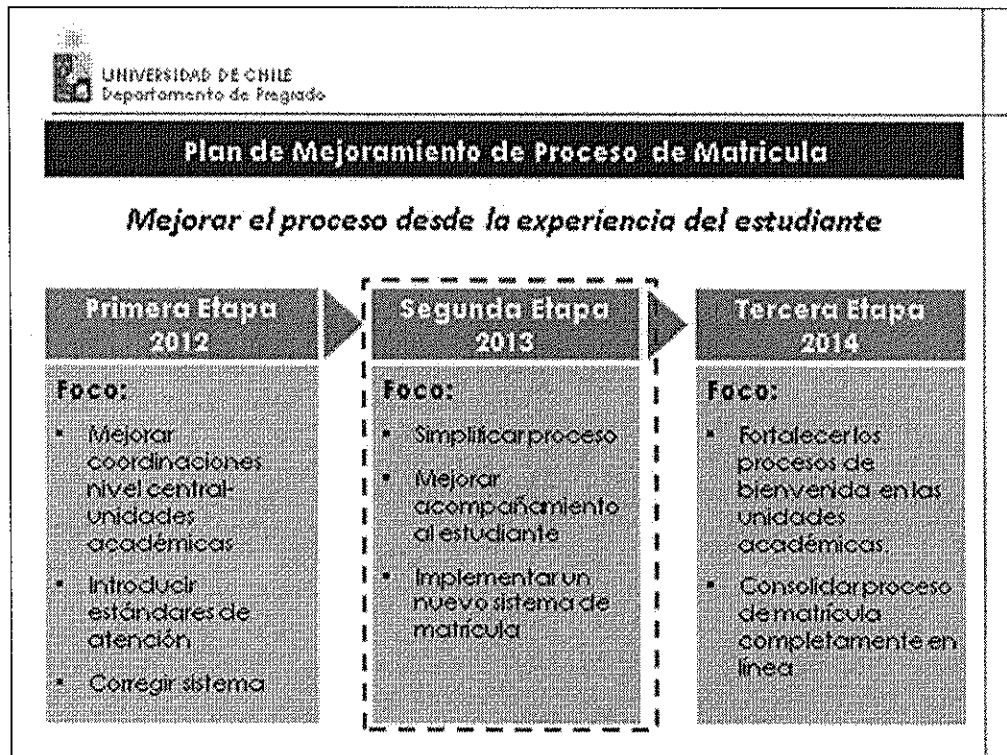 UNIVERSIDAD DE CHILE
Departamento de Pregrado
Plan de Mejoramiento de Proceso de Matricula
Mejorar el proceso desde la experiencia del estudiante
Primera Etapa
2012
Foco:
▪ Mejorar
coordinaciones
nivel central-
unidades
académicas
▪ Introducir
estándares de
atención
▪ Corregir sistema
Segunda Etapa
2013
Foco:
▪ Simplificar proceso
▪ Mejorar
acompañamiento
al estudiante
▪ Implementar un
nuevo sistema de
matrícula
Tercera Etapa
2014
Foco:
▪ Fortalecer los
procesos de
bienvenida en las
unidades
académicas.
▪ Consolidar proceso
de matrícula
completamente en
línea